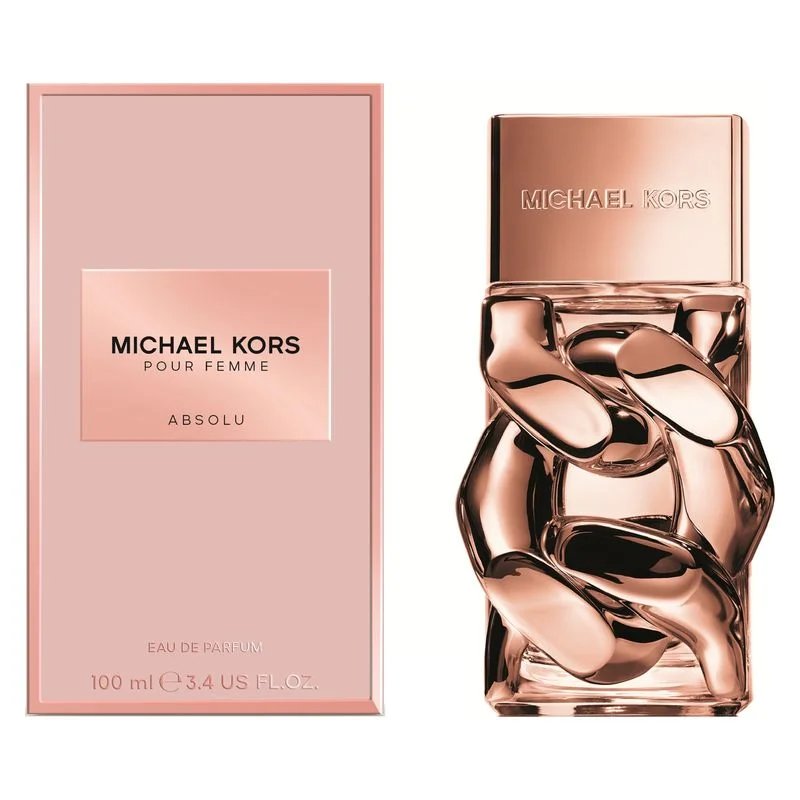 MICHAEL KORS
POUR FEMME
ABSOLU
EAU DE PARFUM
100 ml ℮ 3.4 US FL.OZ.
MICHAEL KORS